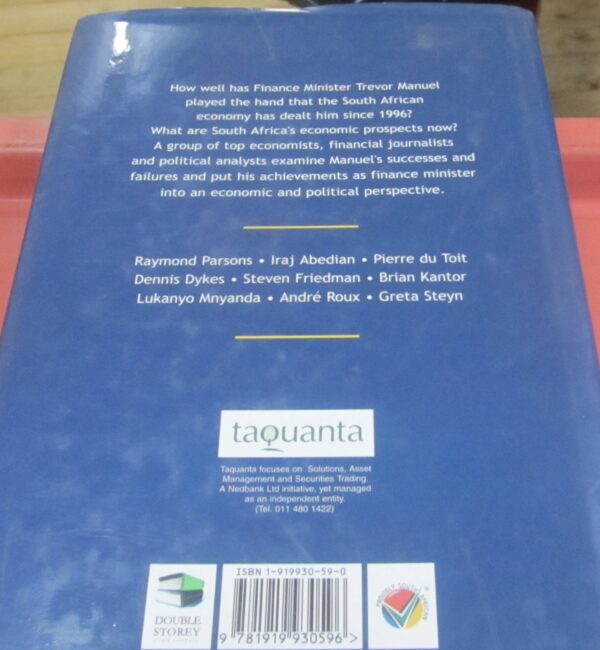 How well has Finance Minister Trevor Manuel
played the hand that the South African
economy has dealt him since 1996?
What are South Africa's economic prospects now?
A group of top economists, financial journalists
and political analysts examine Manuel's successes and
failures and put his achievements as finance minister
into an economic and political perspective.
Raymond Parsons • Iraj Abedian • Pierre du Toit
Dennis Dykes • Steven Friedman • Brian Kantor
Lukanyo Mnyanda • André Roux • Greta Steyn
taquanta
Taquanta focuses on Solutions, Asset
Management and Securities Trading.
A Nedbank Ltd initiative, yet managed
as an independent entity.
(Tel. 011 480 1422)
ISBN 1-919930-59-0
9 781919 930596 >
DOUBLE
STOREY
PROUDLY SOUTH AFRICAN